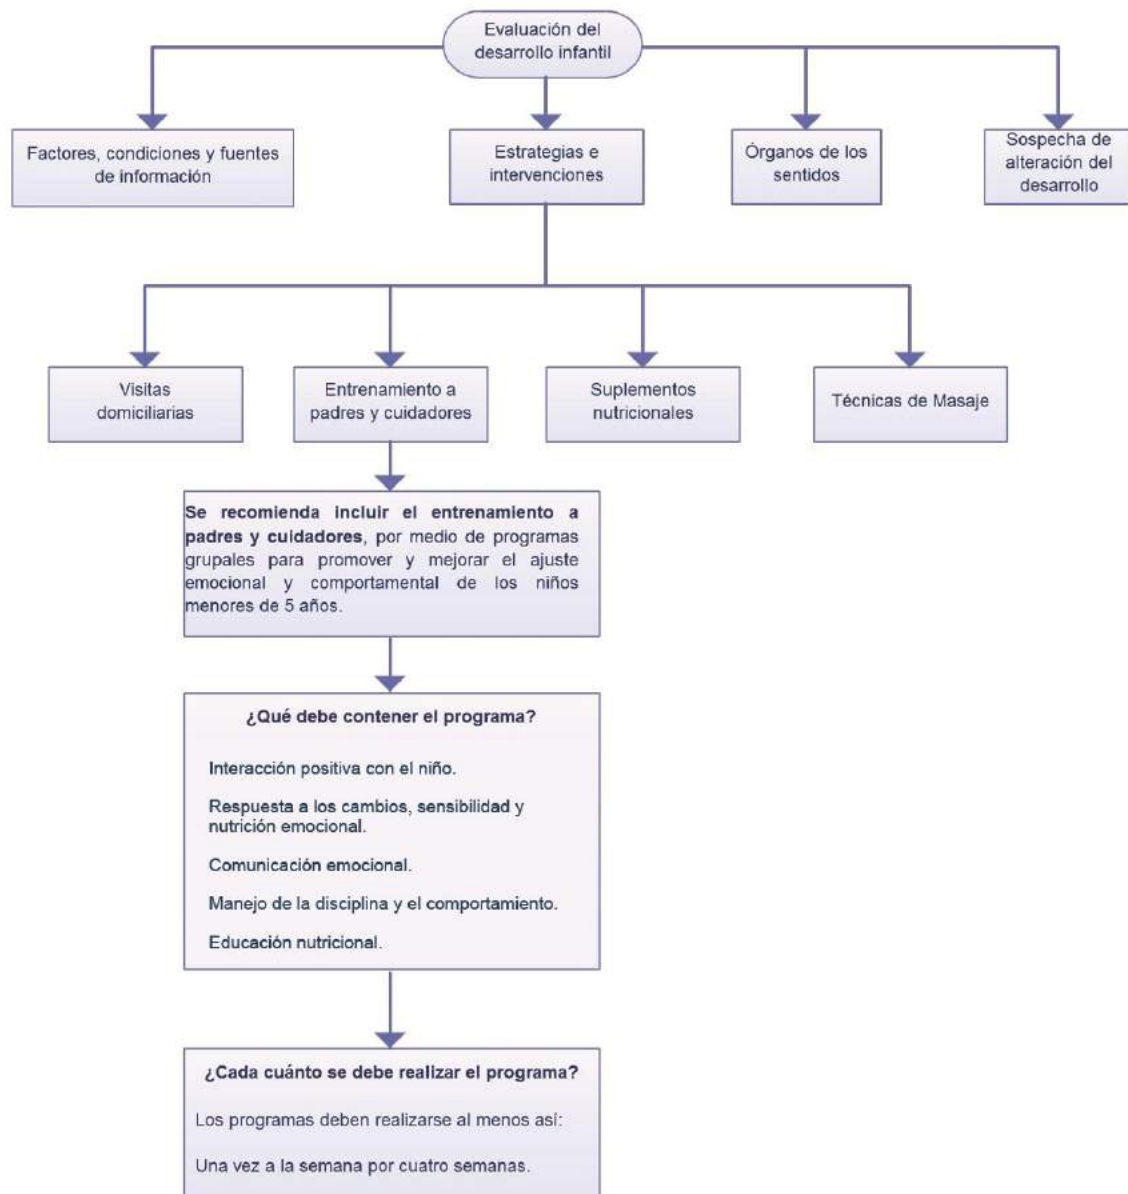 Evaluación del
desarrollo infantil
Factores, condiciones y fuentes
de información
Estrategias e
intervenciones
Órganos de los
sentidos
Sospecha de
alteración del
desarrollo
Visitas
domiciliarias
Entrenamiento a
padres y cuidadores
Suplementos
nutricionales
Técnicas de Masaje
Se recomienda incluir el entrenamiento a
padres y cuidadores, por medio de programas
grupales para promover y mejorar el ajuste
emocional y comportamental de los niños
menores de 5 años.
¿Qué debe contener el programa?
Interacción positiva con el niño.
Respuesta a los cambios, sensibilidad y
nutrición emocional.
Comunicación emocional.
Manejo de la disciplina y el comportamiento.
Educación nutricional.
¿Cada cuánto se debe realizar el programa?
Los programas deben realizarse al menos así:
Una vez a la semana por cuatro semanas.